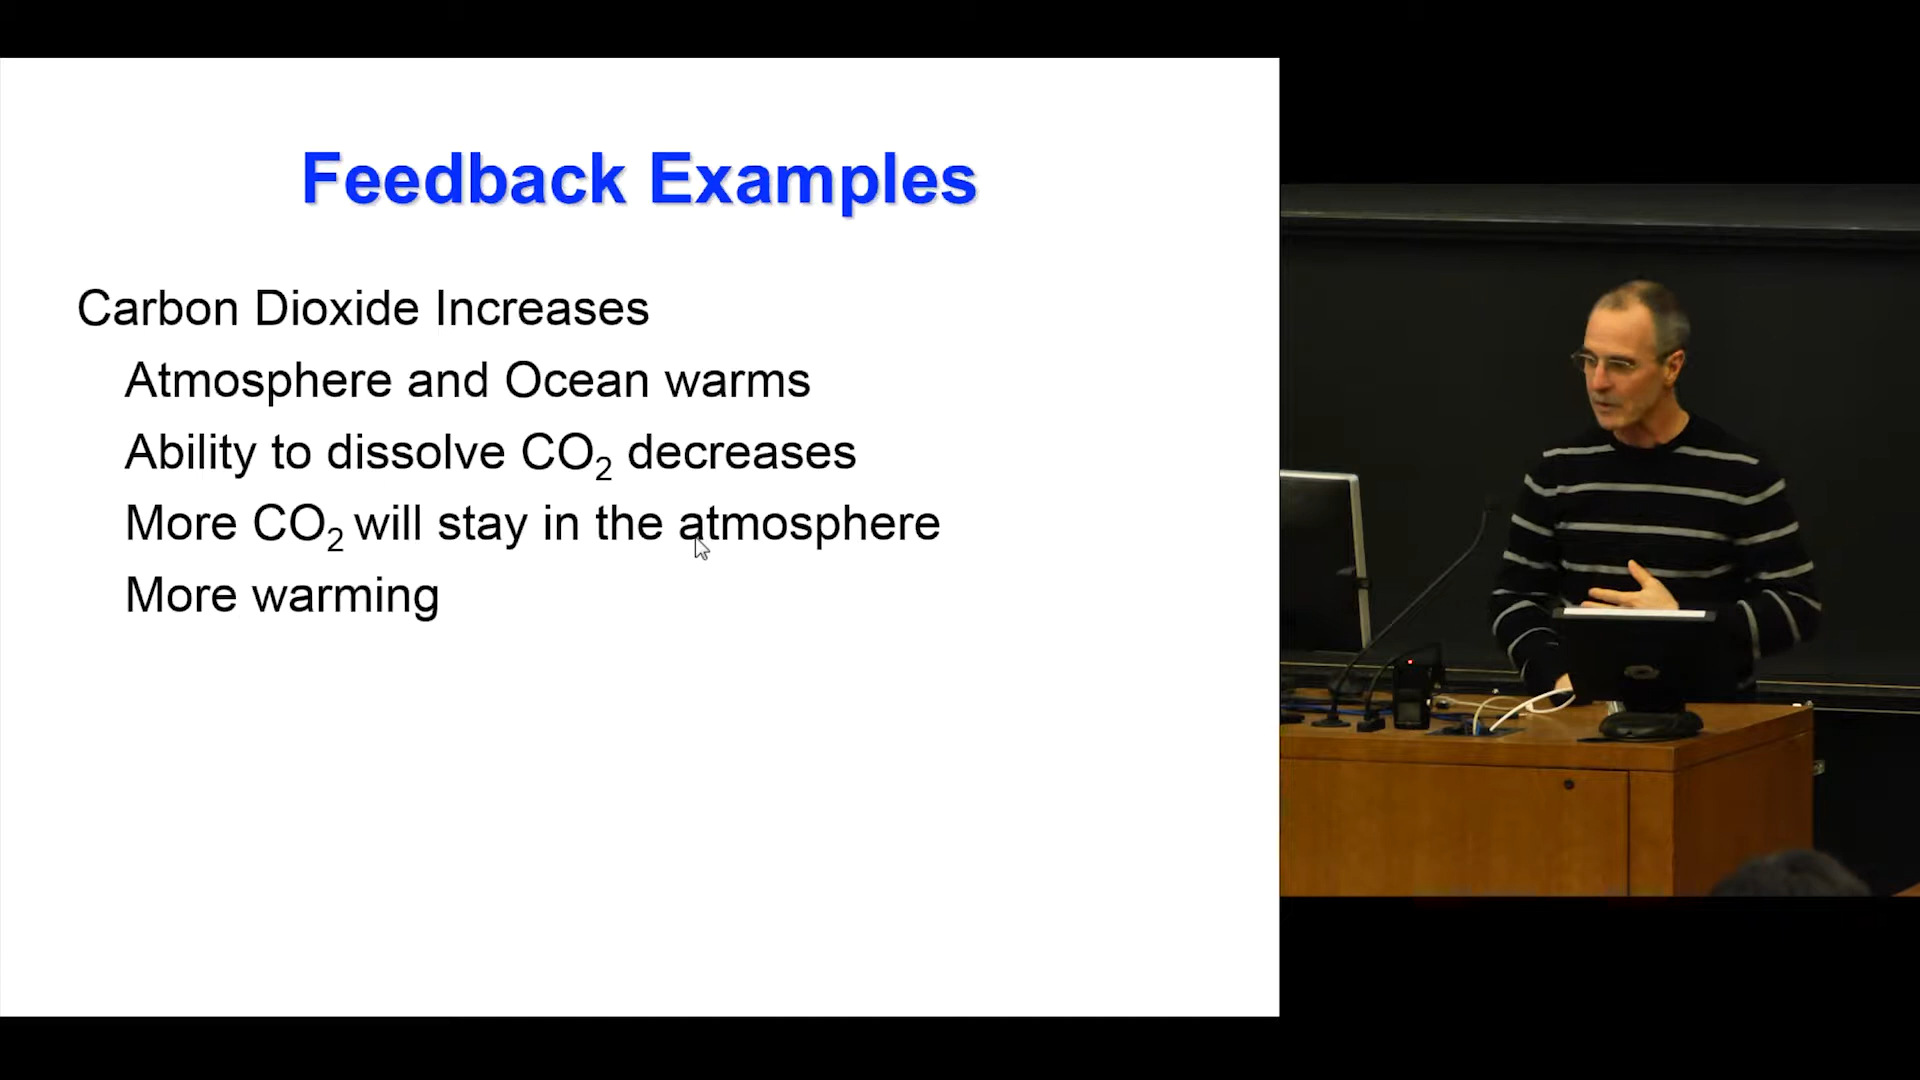 Feedback Examples
Carbon Dioxide Increases
Atmosphere and Ocean warms
Ability to dissolve CO₂ decreases
More CO₂ will stay in the atmosphere
More warming